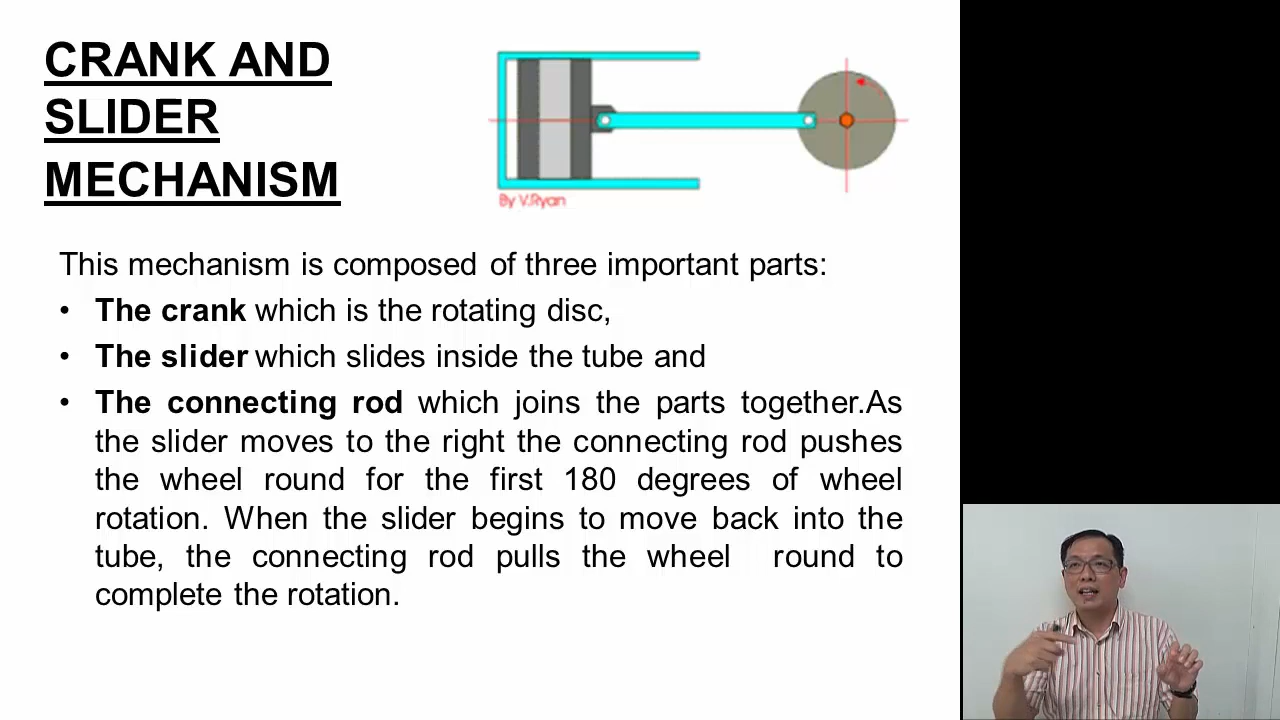 CRANK AND
SLIDER
MECHANISM
By V.Ryan
This mechanism is composed of three important parts:
• The crank which is the rotating disc,
• The slider which slides inside the tube and
• The connecting rod which joins the parts together.As
the slider moves to the right the connecting rod pushes
the wheel round for the first 180 degrees of wheel
rotation. When the slider begins to move back into the
tube, the connecting rod pulls the wheel round to
complete the rotation.